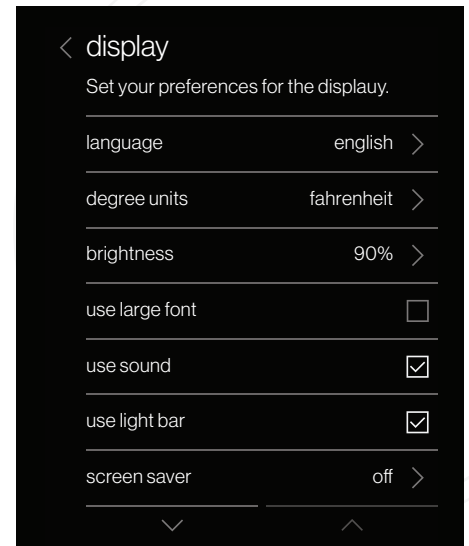 display
Set your preferences for the displauy.
language english
degree units fahrenheit
brightness 90%
use large font
use sound
use light bar
screen saver off